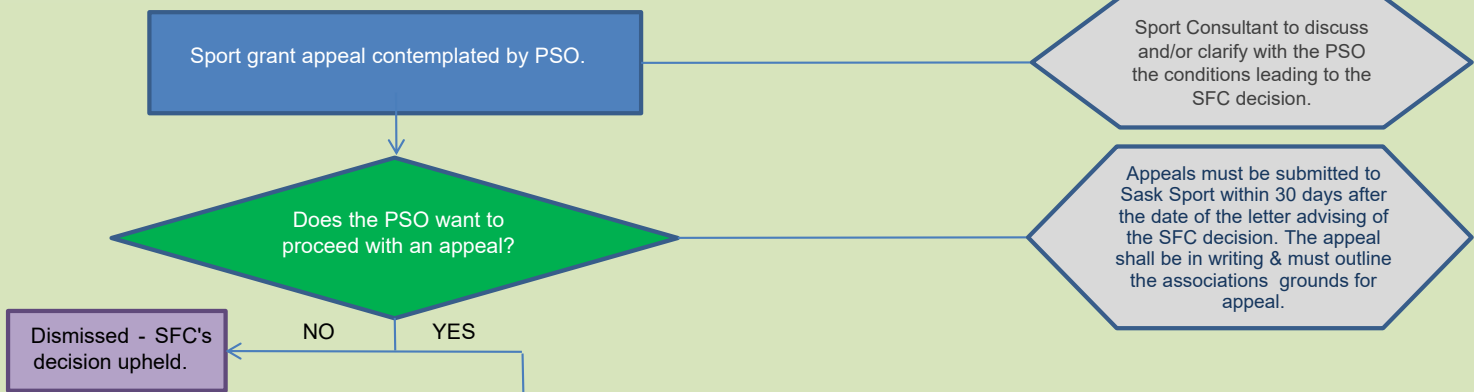 Sport grant appeal contemplated by PSO.
Sport Consultant to discuss
and/or clarify with the PSO
the conditions leading to the
SFC decision.
Does the PSO want to
proceed with an appeal?
Appeals must be submitted to
Sask Sport within 30 days after
the date of the letter advising of
the SFC decision. The appeal
shall be in writing & must outline
the associations grounds for
appeal.
NO
YES
Dismissed - SFC's
decision upheld.